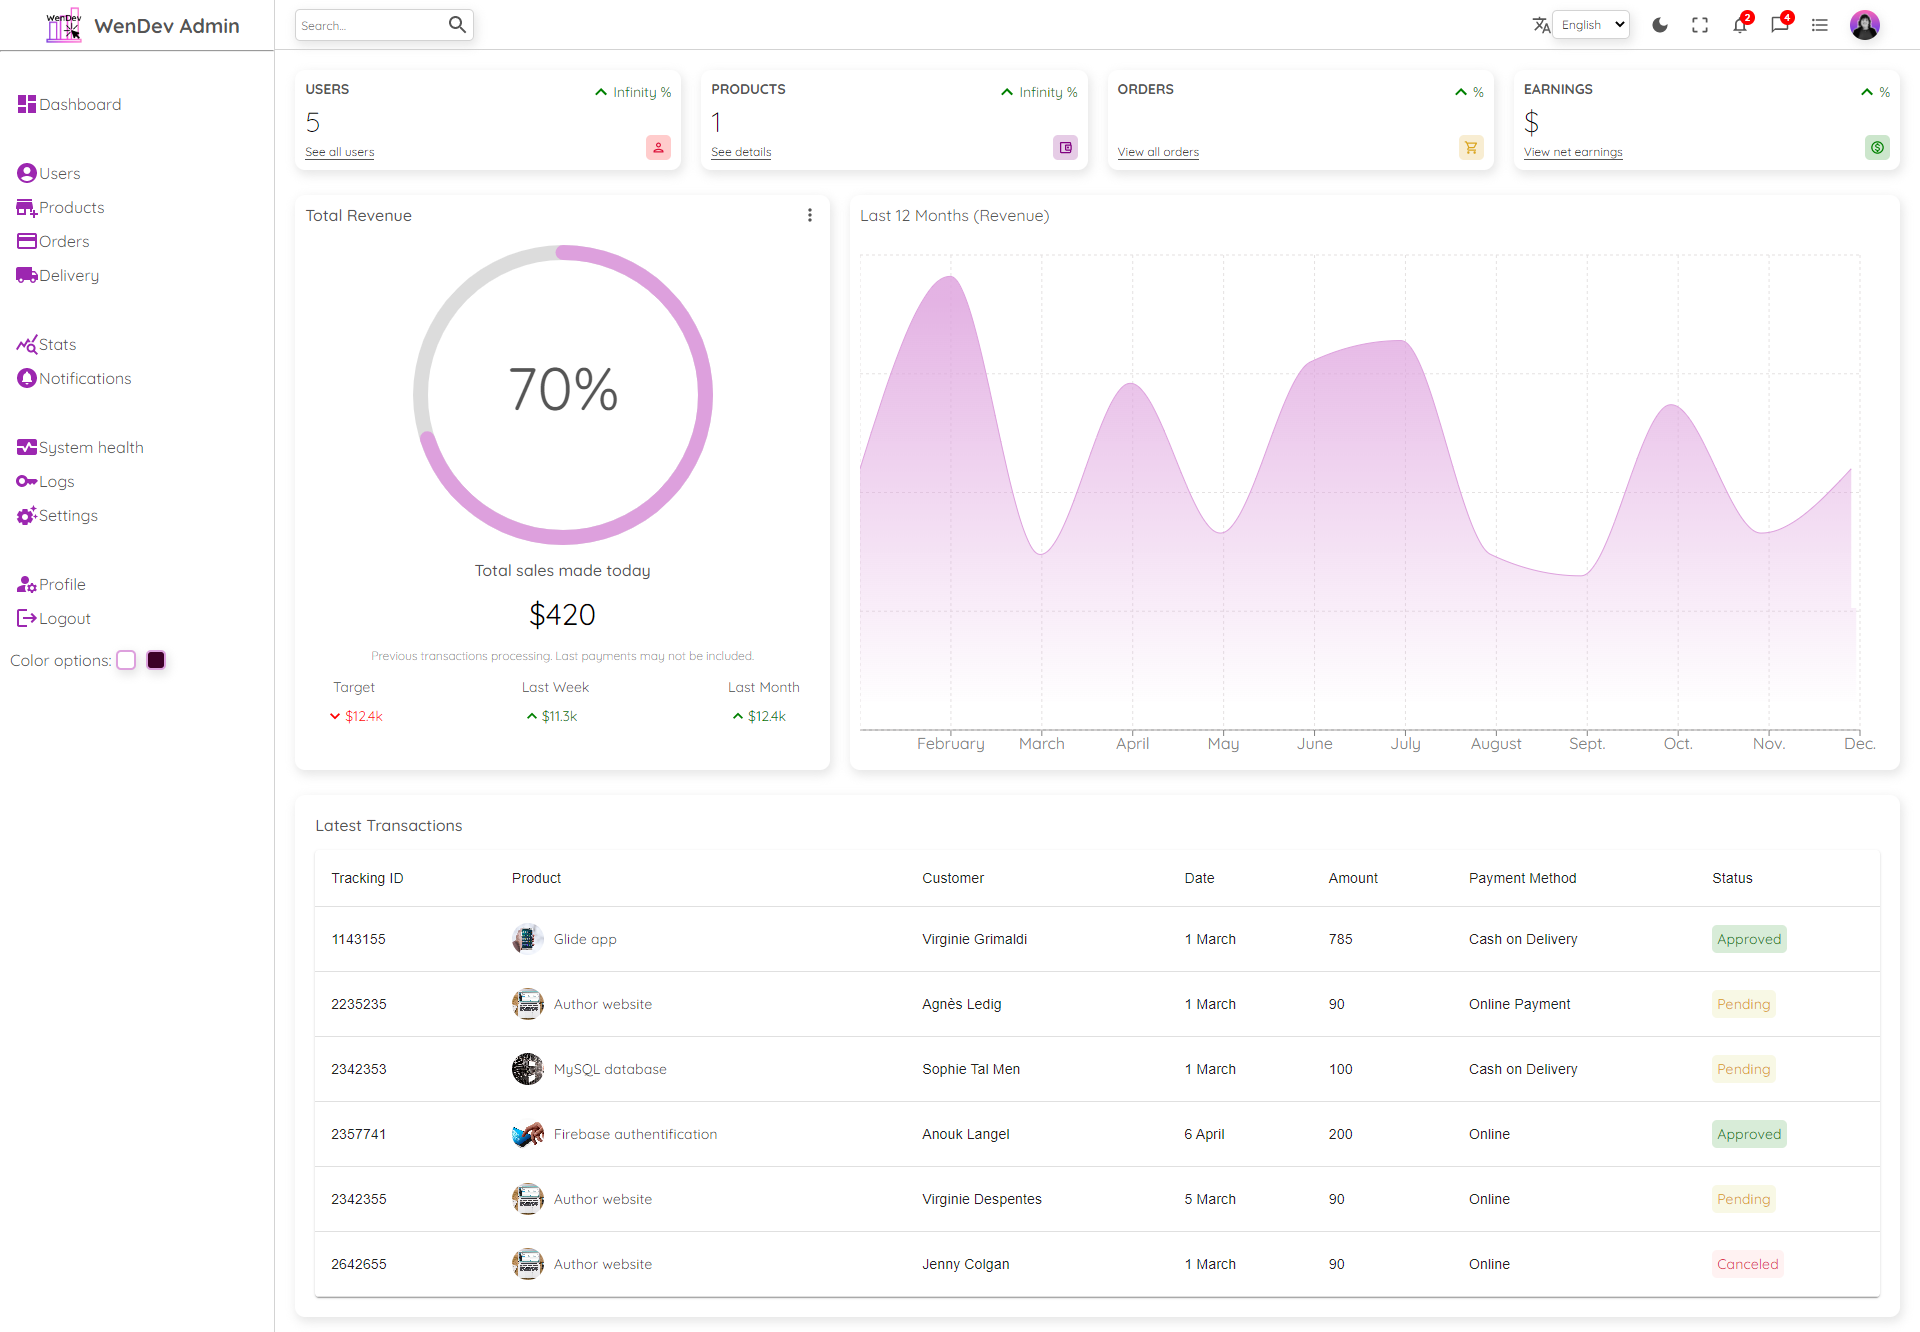 WenDev
WenDev Admin
Search...
English
2
4
Dashboard
Users
Products
Orders
Delivery
Stats
Notifications
System health
Logs
Settings
Profile
Logout
Color options:
USERS
Infinity %
5
See all users
PRODUCTS
Infinity %
1
See details
ORDERS
%
View all orders
EARNINGS
%
$
View net earnings
Total Revenue
70%
Total sales made today
$420
Previous transactions processing. Last payments may not be included.
Target Last Week Last Month
$12.4k $11.3k $12.4k
Last 12 Months (Revenue)
February March April May June July August Sept. Oct. Nov. Dec.
Latest Transactions
Tracking ID Product Customer Date Amount Payment Method Status
1143155 Glide app Virginie Grimaldi 1 March 785 Cash on Delivery Approved
2235235 Author website Agnès Ledig 1 March 90 Online Payment Pending
2342353 MySQL database Sophie Tal Men 1 March 100 Cash on Delivery Pending
2357741 Firebase authentification Anouk Langel 6 April 200 Online Approved
2342355 Author website Virginie Despentes 5 March 90 Online Pending
2642655 Author website Jenny Colgan 1 March 90 Online Canceled